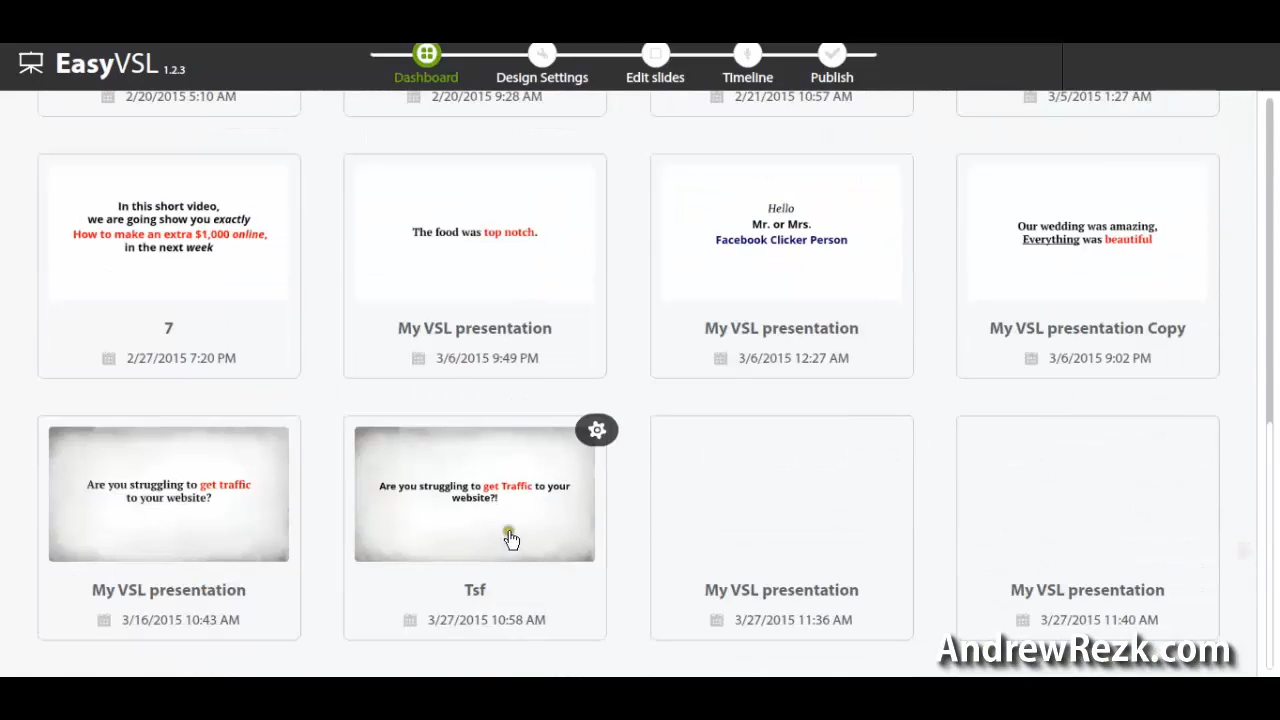 EasyVSL 1.2.3
Dashboard
Design Settings
Edit slides
Timeline
Publish
2/20/2015 5:10 AM
2/20/2015 9:28 AM
2/21/2015 10:57 AM
3/5/2015 1:27 AM
In this short video,
we are going show you exactly
How to make an extra $1,000 online,
in the next week
7
2/27/2015 7:20 PM
The food was top notch.
My VSL presentation
3/6/2015 9:49 PM
Hello
Mr. or Mrs.
Facebook Clicker Person
My VSL presentation
3/6/2015 12:27 AM
Our wedding was amazing,
Everything was beautiful
My VSL presentation Copy
3/6/2015 9:02 PM
Are you struggling to get traffic
to your website?
My VSL presentation
3/16/2015 10:43 AM
Are you struggling to get Traffic to your
website?!
Tsf
3/27/2015 10:58 AM
My VSL presentation
3/27/2015 11:36 AM
My VSL presentation
3/27/2015 11:40 AM
AndrewRezk.com